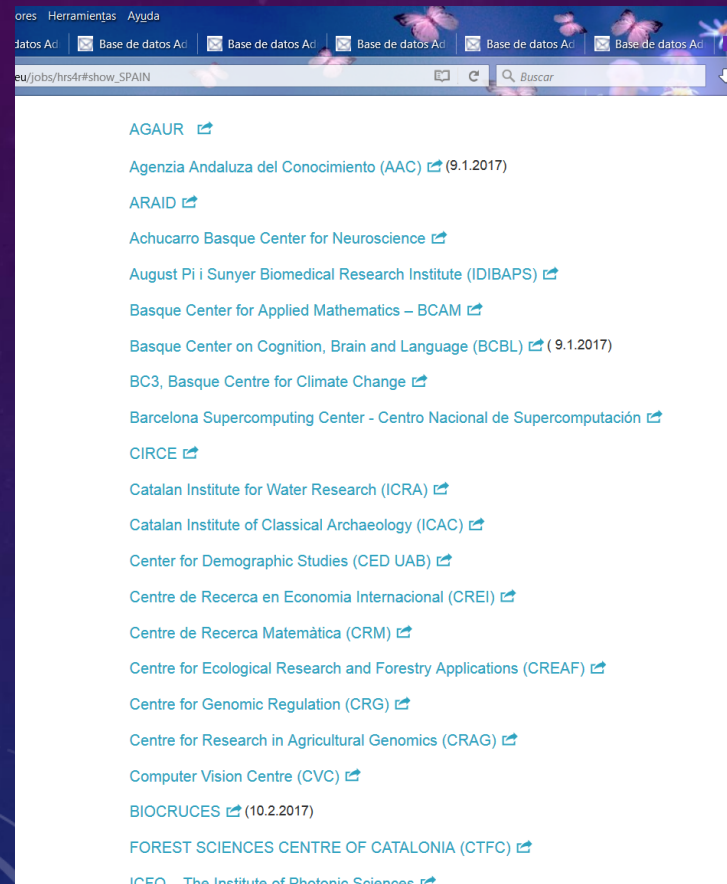 ores Herramientas Ayuda
datos Ad Base de datos Ad Base de datos Ad Base de datos Ad Base de datos Ad Base de datos Ad
eu/jobs/hrs4r#show_SPAIN Buscar
AGAUR
Agenzia Andaluza del Conocimiento (AAC) (9.1.2017)
ARAID
Achucarro Basque Center for Neuroscience
August Pi i Sunyer Biomedical Research Institute (IDIBAPS)
Basque Center for Applied Mathematics – BCAM
Basque Center on Cognition, Brain and Language (BCBL) ( 9.1.2017)
BC3, Basque Centre for Climate Change
Barcelona Supercomputing Center - Centro Nacional de Supercomputación
CIRCE
Catalan Institute for Water Research (ICRA)
Catalan Institute of Classical Archaeology (ICAC)
Center for Demographic Studies (CED UAB)
Centre de Recerca en Economia Internacional (CREI)
Centre de Recerca Matemàtica (CRM)
Centre for Ecological Research and Forestry Applications (CREAF)
Centre for Genomic Regulation (CRG)
Centre for Research in Agricultural Genomics (CRAG)
Computer Vision Centre (CVC)
BIOCRUCES (10.2.2017)
FOREST SCIENCES CENTRE OF CATALONIA (CTFC)
ICFO – The Institute of Photonic Sciences